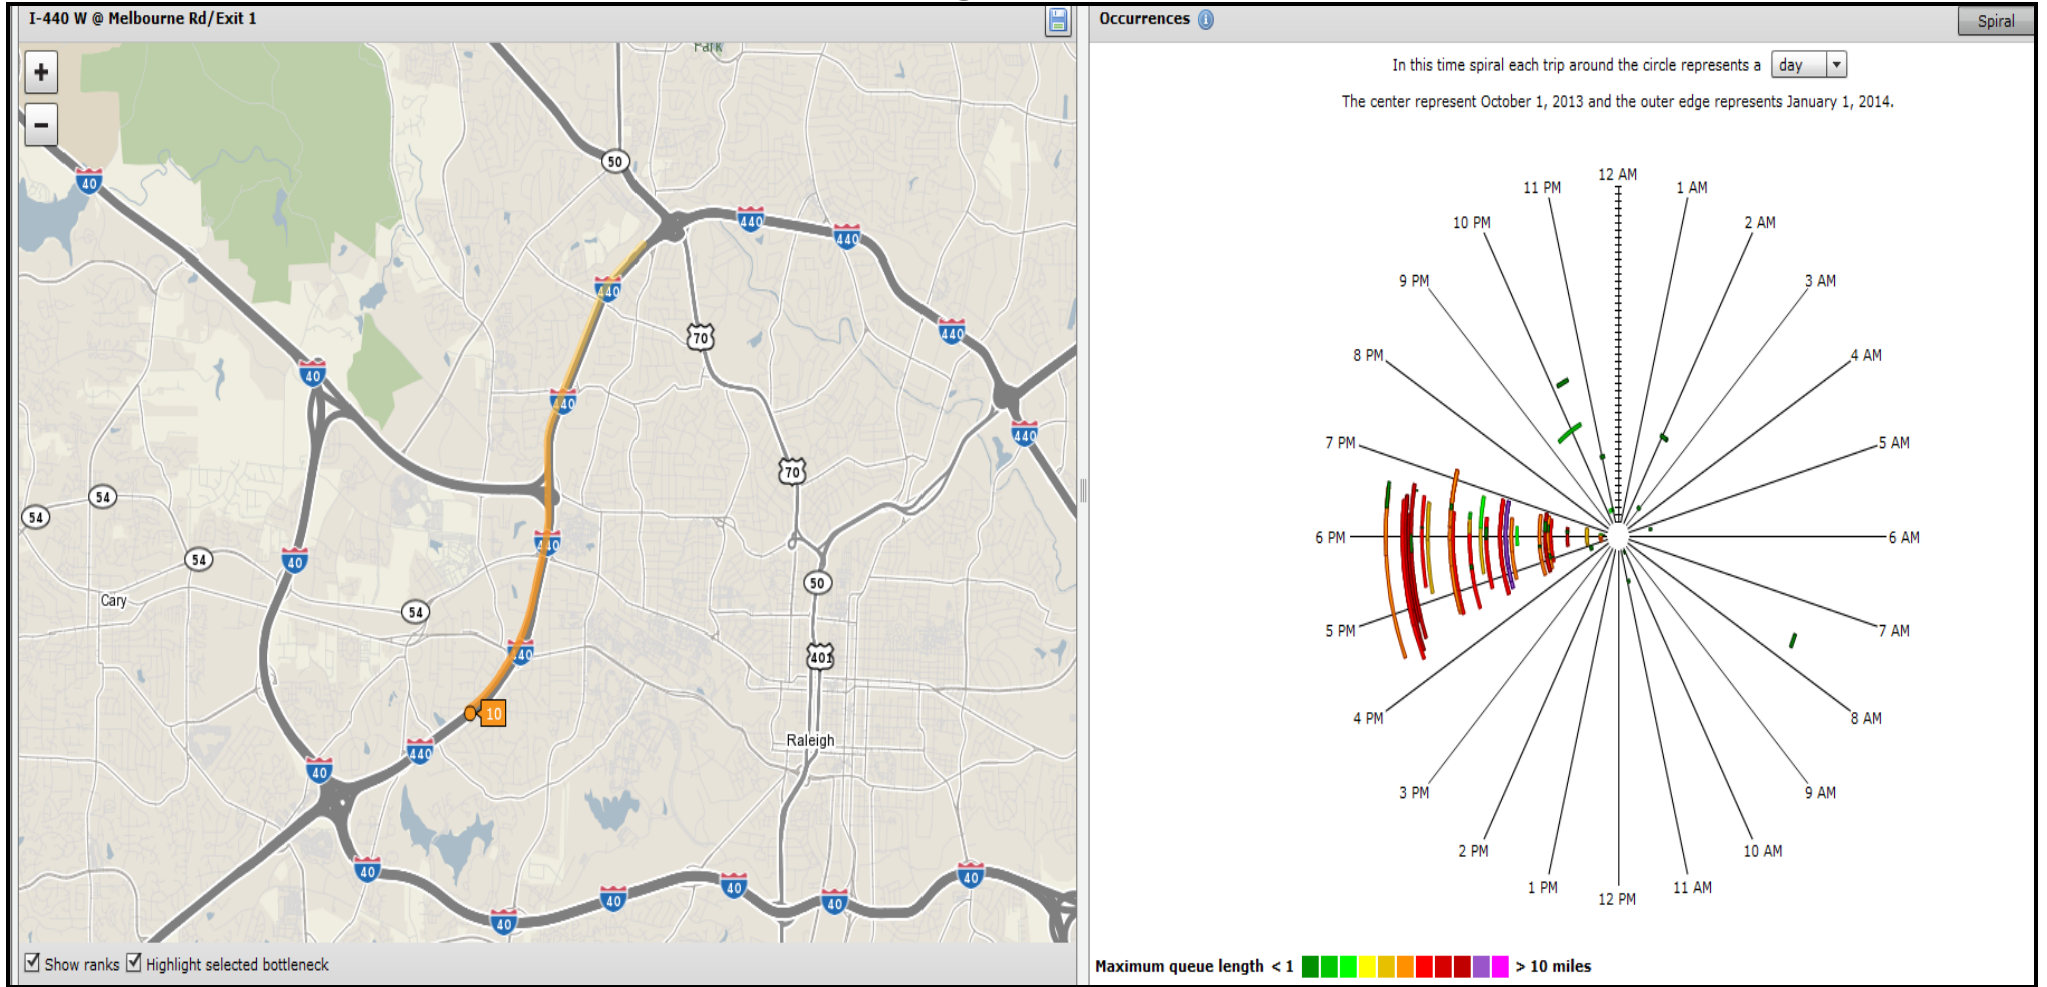 I-440 W @ Melbourne Rd/Exit 1
Occurrences
Spiral
Park
+
−
In this time spiral each trip around the circle represents a day
The center represent October 1, 2013 and the outer edge represents January 1, 2014.
50
40
440
440
440
70
440
40
440
440
440
54
54
70
54
440
40
50
Cary
54
440
401
10
Raleigh
440
40
40
40
40
40
40
40
12 AM
11 PM
1 AM
10 PM
2 AM
9 PM
3 AM
8 PM
4 AM
7 PM
5 AM
6 PM
6 AM
5 PM
7 AM
4 PM
8 AM
3 PM
9 AM
2 PM
10 AM
1 PM
11 AM
12 PM
Show ranks
Highlight selected bottleneck
Maximum queue length < 1 > 10 miles